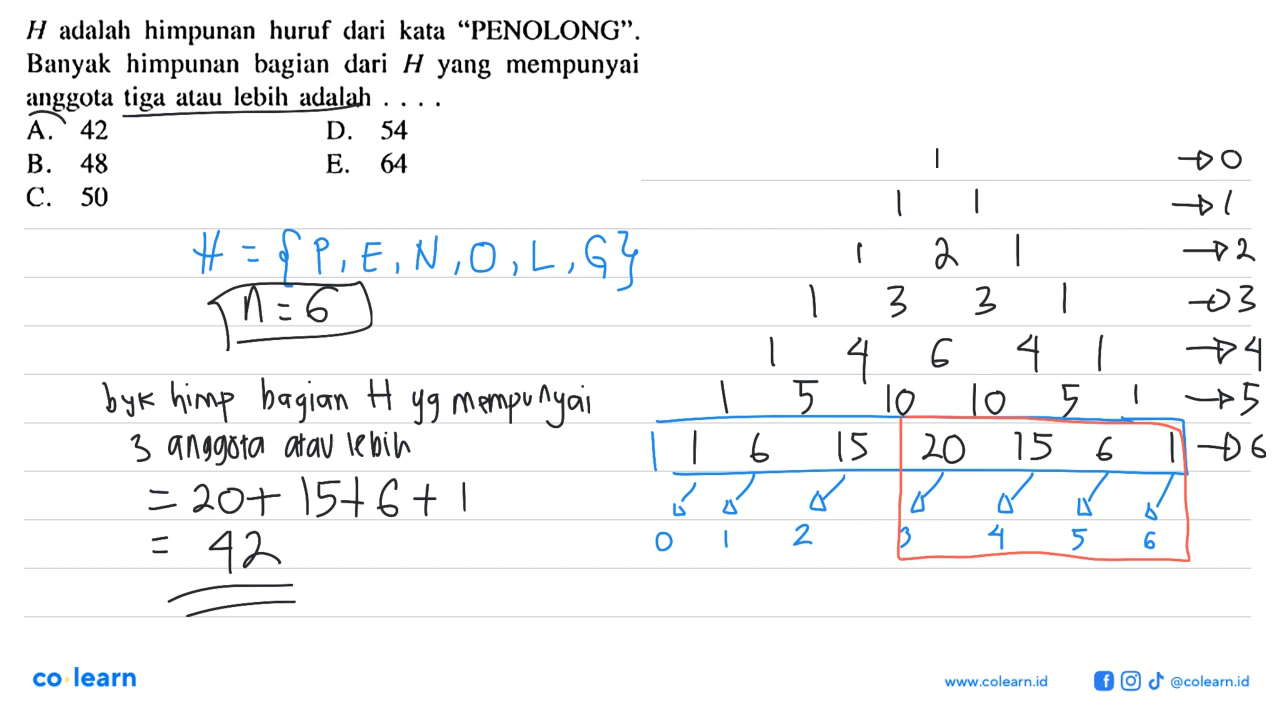 H adalah himpunan huruf dari kata “PENOLONG”.
Banyak himpunan bagian dari H yang mempunyai
anggota tiga atau lebih adalah . . . .
A. 42 D. 54
B. 48 E. 64
C. 50
H = {P, E, N, O, L, G}
n = 6
byk himp bagian H yg mempunyai
3 anggota atau lebih
= 20 + 15 + 6 + 1
= 42
1 → 0
1 1 → 1
1 2 1 → 2
1 3 3 1 → 3
1 4 6 4 1 → 4
1 5 10 10 5 1 → 5
1 6 15 20 15 6 1 → 6
0 1 2 3 4 5 6
co learn
www.colearn.id
@colearn.id